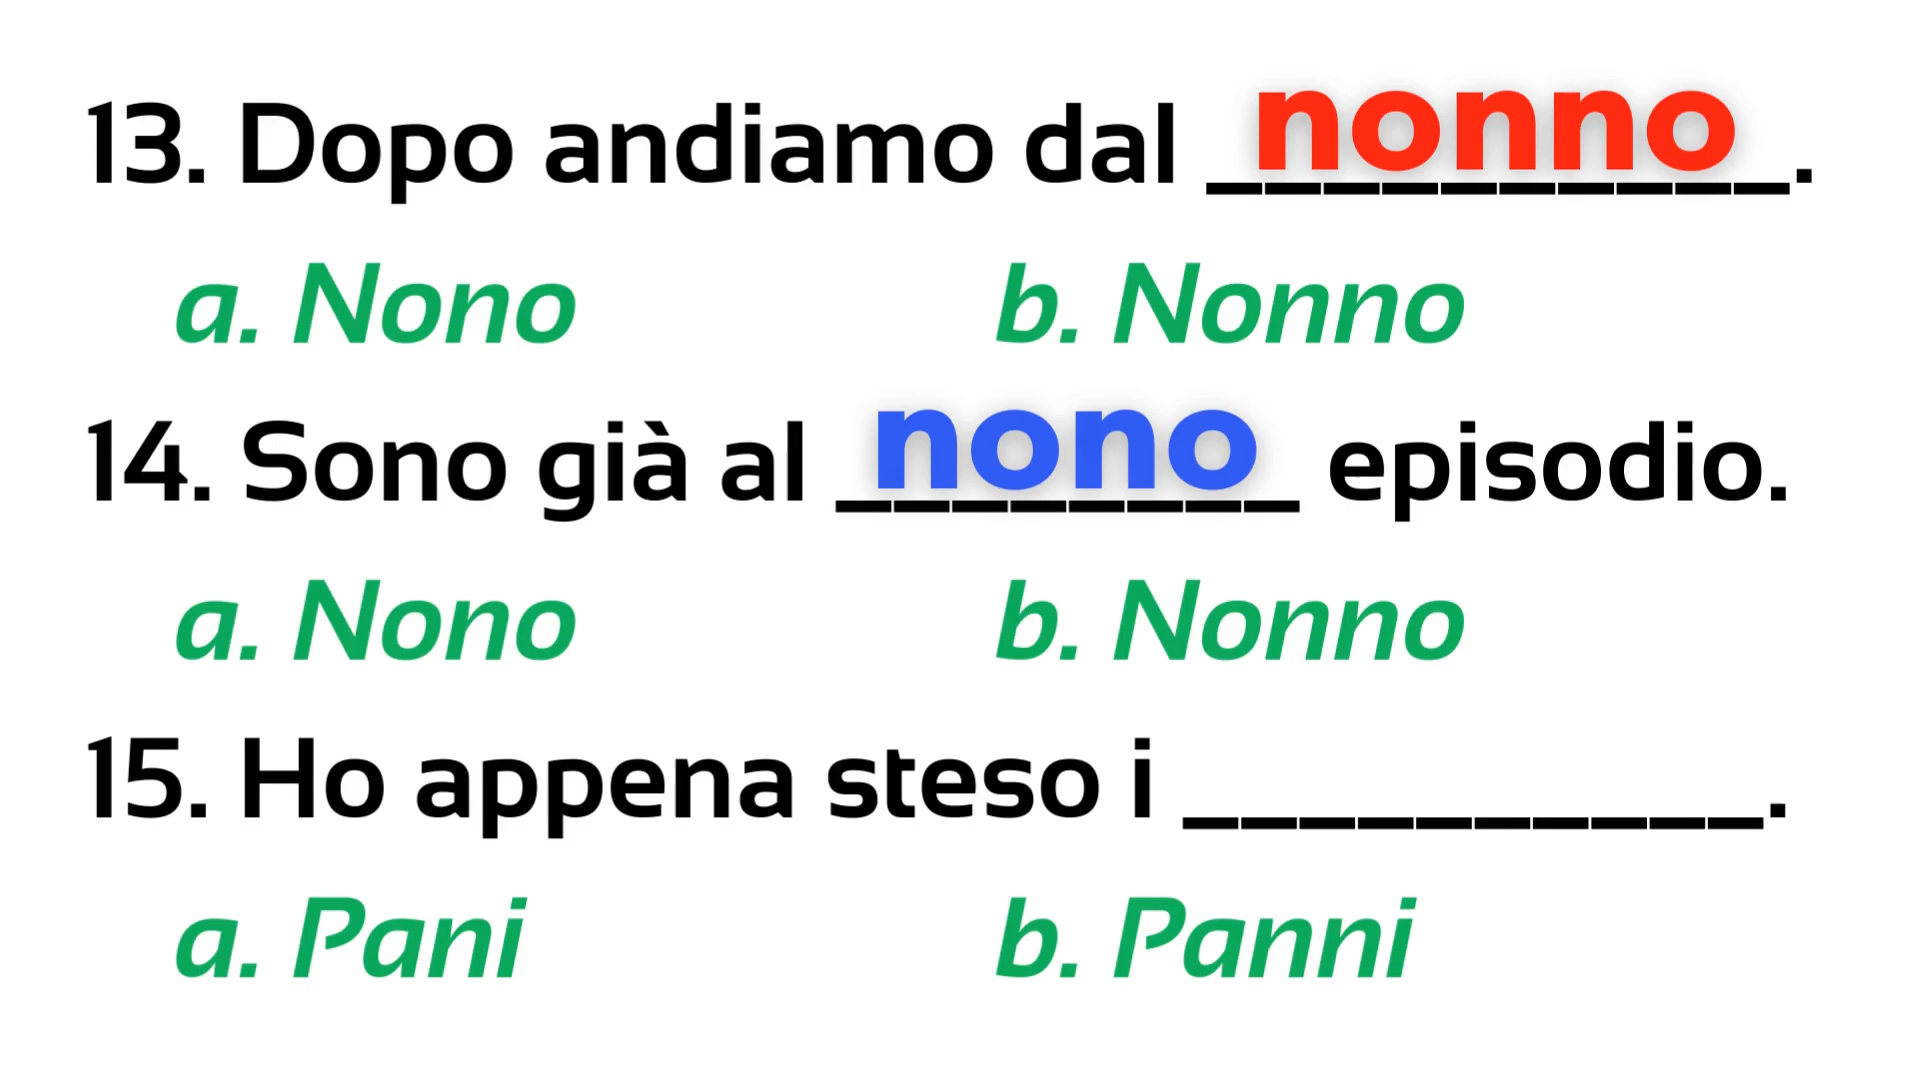 13. Dopo andiamo dal nonno.
a. Nono b. Nonno
14. Sono già al nono episodio.
a. Nono b. Nonno
15. Ho appena steso i __________.
a. Pani b. Panni